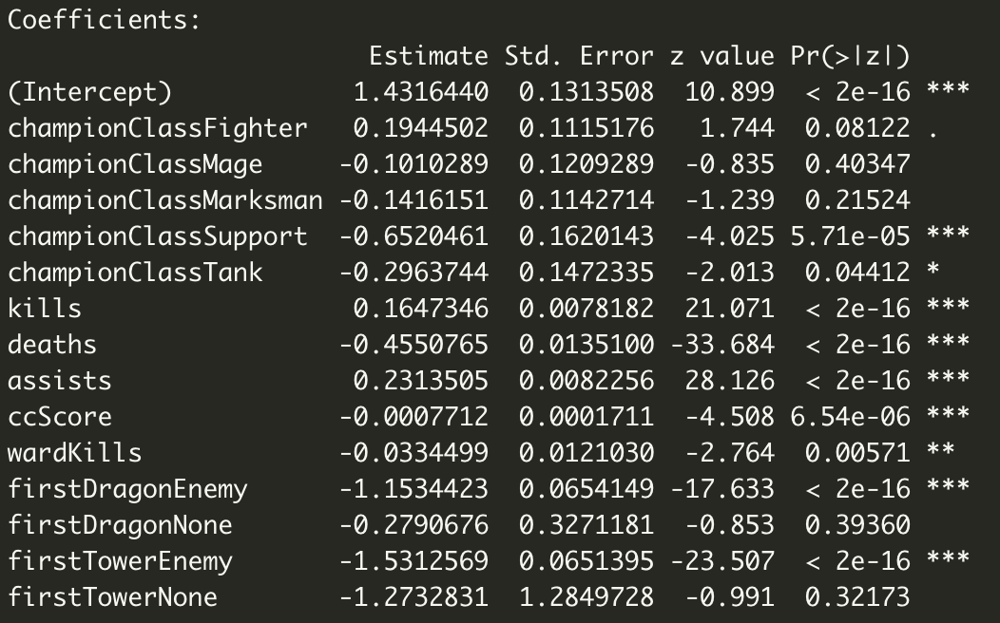 Coefficients:
Estimate Std. Error z value Pr(>|z|)
(Intercept) 1.4316440 0.1313508 10.899 < 2e-16 ***
championClassFighter 0.1944502 0.1115176 1.744 0.08122 .
championClassMage -0.1010289 0.1209289 -0.835 0.40347
championClassMarksman -0.1416151 0.1142714 -1.239 0.21524
championClassSupport -0.6520461 0.1620143 -4.025 5.71e-05 ***
championClassTank -0.2963744 0.1472335 -2.013 0.04412 *
kills 0.1647346 0.0078182 21.071 < 2e-16 ***
deaths -0.4550765 0.0135100 -33.684 < 2e-16 ***
assists 0.2313505 0.0082256 28.126 < 2e-16 ***
ccScore -0.0007712 0.0001711 -4.508 6.54e-06 ***
wardKills -0.0334499 0.0121030 -2.764 0.00571 **
firstDragonEnemy -1.1534423 0.0654149 -17.633 < 2e-16 ***
firstDragonNone -0.2790676 0.3271181 -0.853 0.39360
firstTowerEnemy -1.5312569 0.0651395 -23.507 < 2e-16 ***
firstTowerNone -1.2732831 1.2849728 -0.991 0.32173